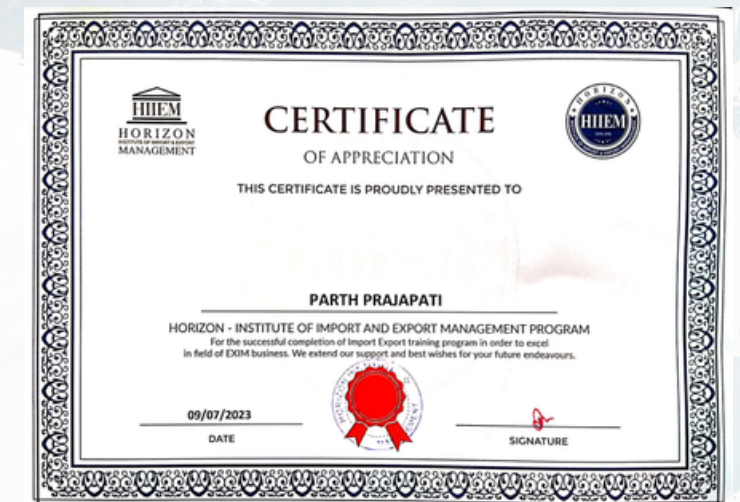 HIIEM
HORIZON
INSTITUTE OF IMPORT & EXPORT
MANAGEMENT
HORIZONS
HIIEM
CERTIFICATE
OF APPRECIATION
THIS CERTIFICATE IS PROUDLY PRESENTED TO
PARTH PRAJAPATI
HORIZON - INSTITUTE OF IMPORT AND EXPORT MANAGEMENT PROGRAM
For the successful completion of Import Export training program in order to excel
in field of EXIM business. We extend our support and best wishes for your future endeavours.
HORIZON
09/07/2023
DATE
SIGNATURE